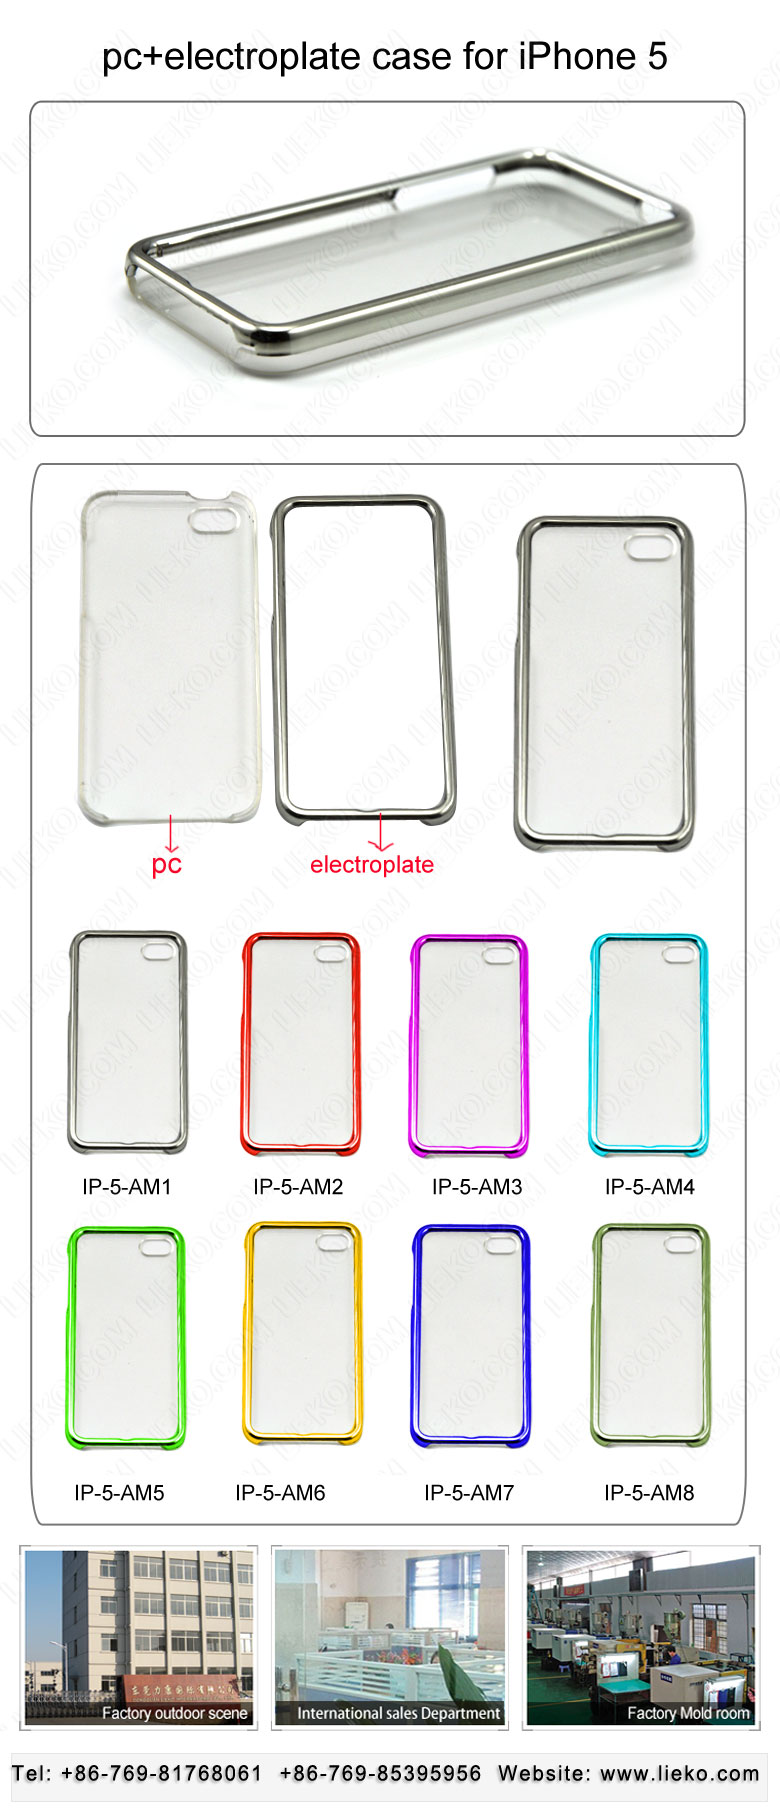 pc+electroplate case for iPhone 5
pc
electroplate
IP-5-AM1
IP-5-AM2
IP-5-AM3
IP-5-AM4
IP-5-AM5
IP-5-AM6
IP-5-AM7
IP-5-AM8
Factory outdoor scene
International sales Department
Factory Mold room
Tel: +86-769-81768061 +86-769-85395956 Website: www.lieko.com
LIEKO.COM